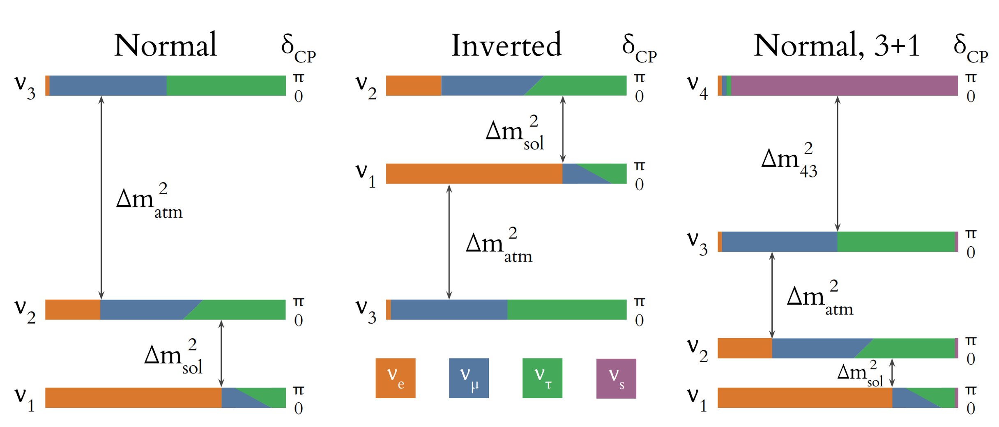 Normal δCP
ν3 π
0
Δm²atm
ν2 π
0
Δm²sol
ν1 π
0
Inverted δCP
ν2 π
0
Δm²sol
ν1 π
0
Δm²atm
ν3 π
0
νe νμ ντ νs
Normal, 3+1 δCP
ν4 π
0
Δm²43
ν3 π
0
Δm²atm
ν2 π
0
Δm²sol
ν1 π
0